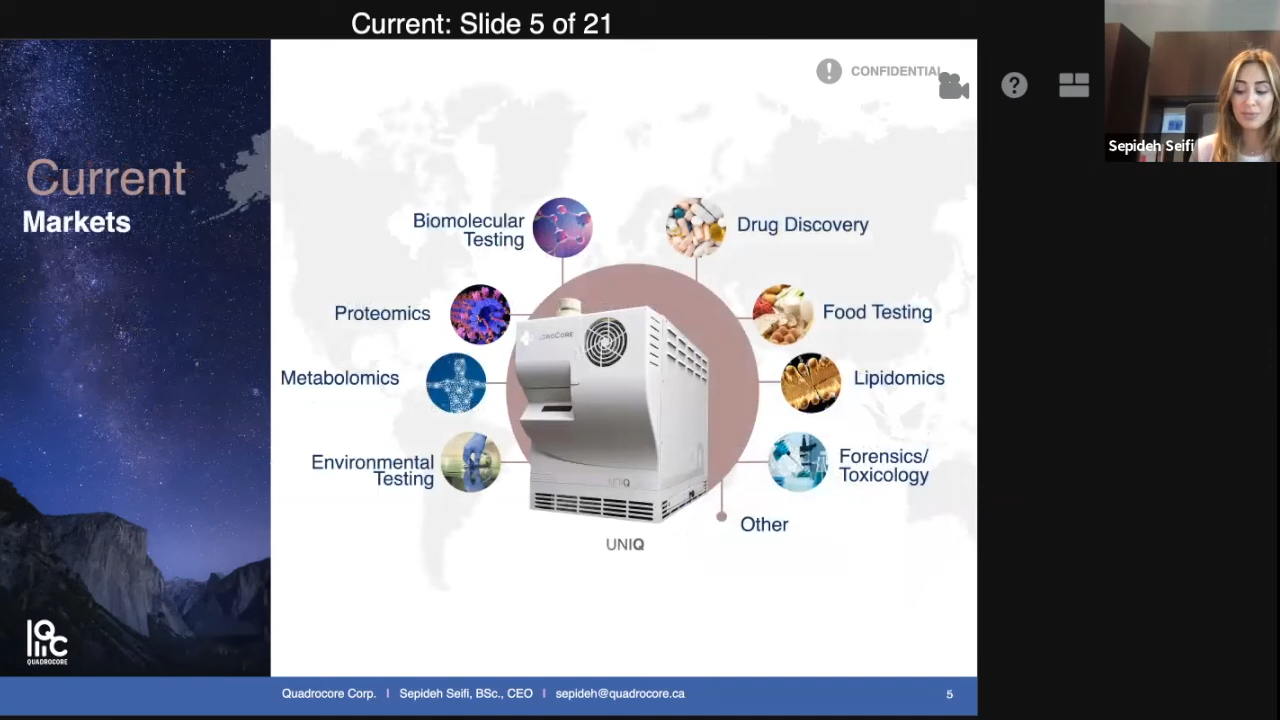 Current: Slide 5 of 21
CONFIDENTIAL
?
Sepideh Seifi
Current
Markets
Biomolecular
Testing
Drug Discovery
Proteomics
Food Testing
Metabolomics
Lipidomics
Environmental
Testing
Forensics/
Toxicology
Other
UNIQ
UNIQ
QUADROCORE
Quadrocore Corp. | Sepideh Seifi, BSc., CEO | sepideh@quadrocore.ca
5